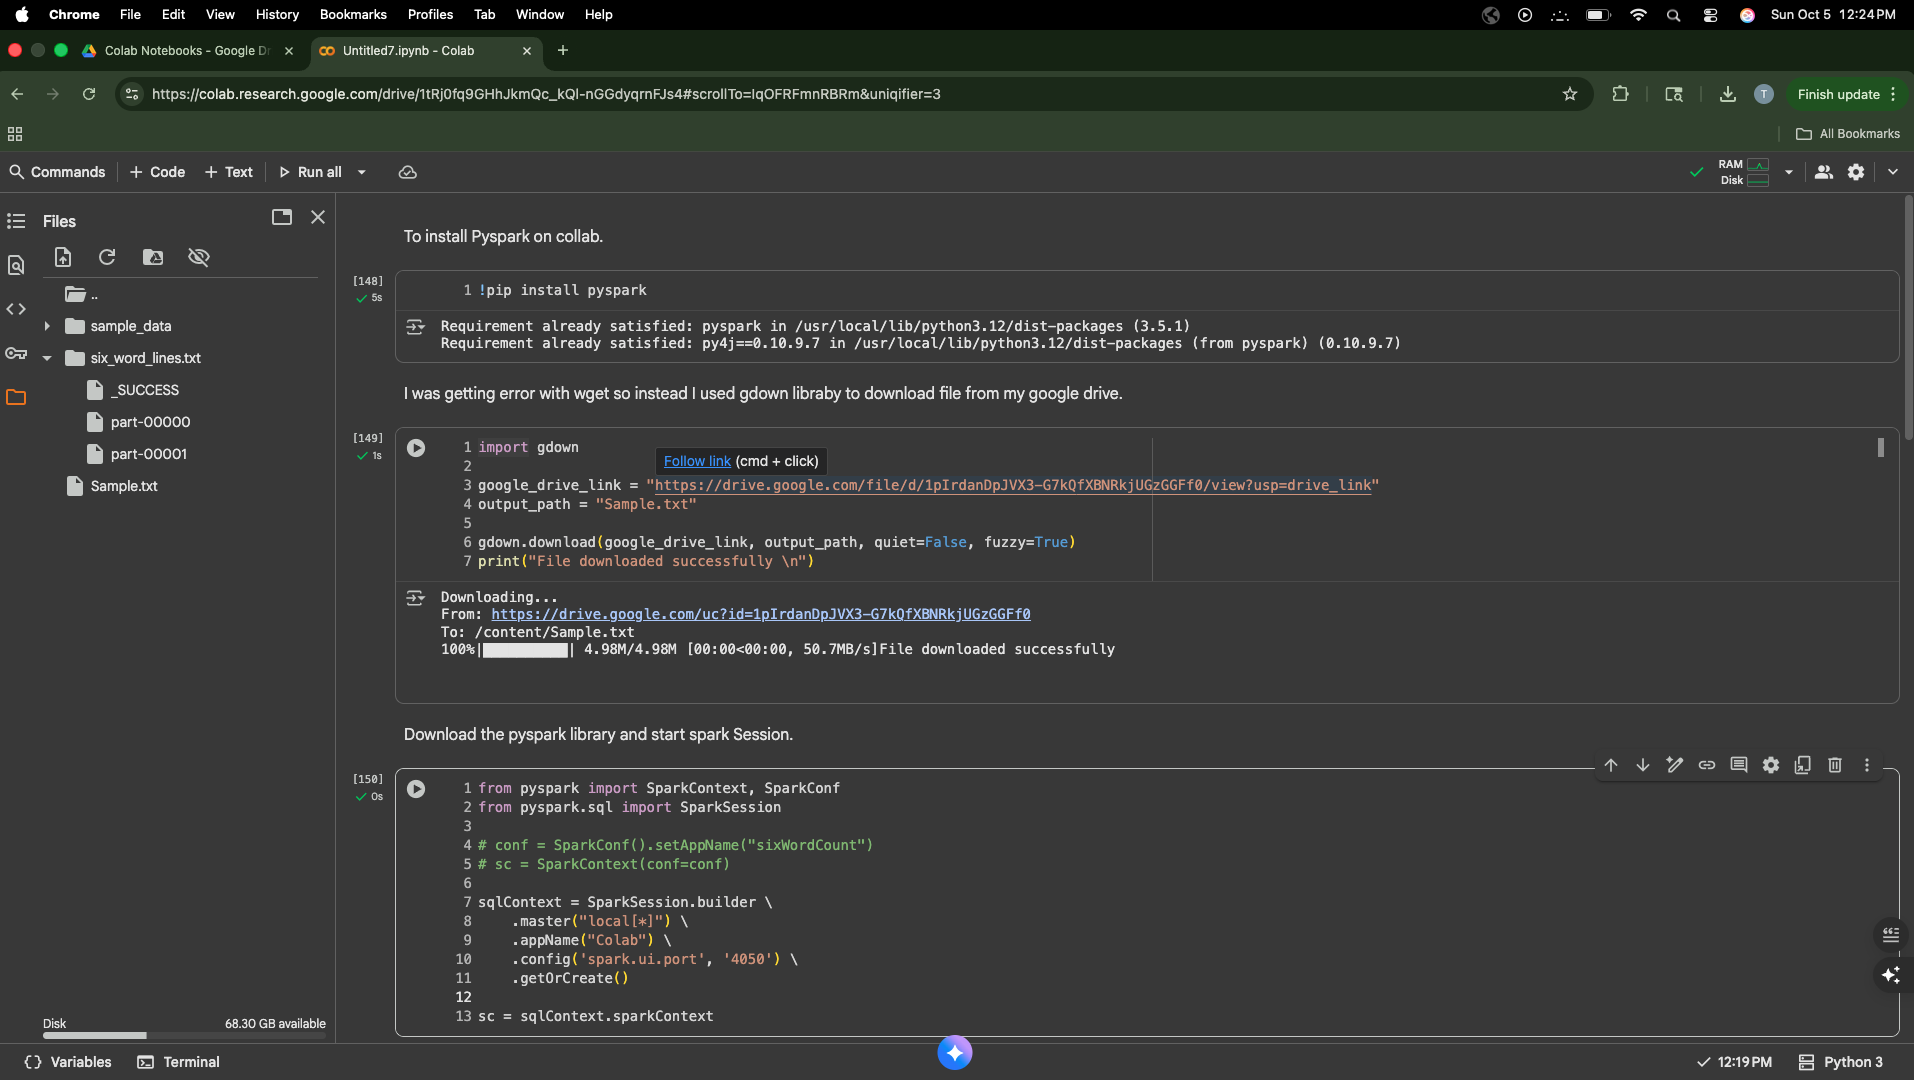 Chrome File Edit View History Bookmarks Profiles Tab Window Help Sun Oct 5 12:24 PM
Colab Notebooks - Google Dr
Untitled7.ipynb - Colab
https://colab.research.google.com/drive/1tRj0fq9GHhJkmQc_kQl-nGGdyqrnFJs4#scrollTo=lqOFRFmnRBRm&uniqifier=3
T
Finish update
All Bookmarks
Commands + Code + Text Run all
RAM
Disk
Files
..
sample_data
six_word_lines.txt
_SUCCESS
part-00000
part-00001
Sample.txt
Disk 68.30 GB available
To install Pyspark on collab.
[148]
5s
1 !pip install pyspark
Requirement already satisfied: pyspark in /usr/local/lib/python3.12/dist-packages (3.5.1)
Requirement already satisfied: py4j==0.10.9.7 in /usr/local/lib/python3.12/dist-packages (from pyspark) (0.10.9.7)
I was getting error with wget so instead I used gdown libraby to download file from my google drive.
[149]
1s
1 import gdown
2
Follow link (cmd + click)
3 google_drive_link = "https://drive.google.com/file/d/1pIrdanDpJVX3-G7kQfXBNRkjUGzGGFf0/view?usp=drive_link"
4 output_path = "Sample.txt"
5
6 gdown.download(google_drive_link, output_path, quiet=False, fuzzy=True)
7 print("File downloaded successfully \n")
Downloading...
From: https://drive.google.com/uc?id=1pIrdanDpJVX3-G7kQfXBNRkjUGzGGFf0
To: /content/Sample.txt
100%|██████████| 4.98M/4.98M [00:00<00:00, 50.7MB/s]File downloaded successfully
Download the pyspark library and start spark Session.
[150]
0s
1 from pyspark import SparkContext, SparkConf
2 from pyspark.sql import SparkSession
3
4 # conf = SparkConf().setAppName("sixWordCount")
5 # sc = SparkContext(conf=conf)
6
7 sqlContext = SparkSession.builder \
8 .master("local[*]") \
9 .appName("Colab") \
10 .config('spark.ui.port', '4050') \
11 .getOrCreate()
12
13 sc = sqlContext.sparkContext
Variables Terminal 12:19 PM Python 3